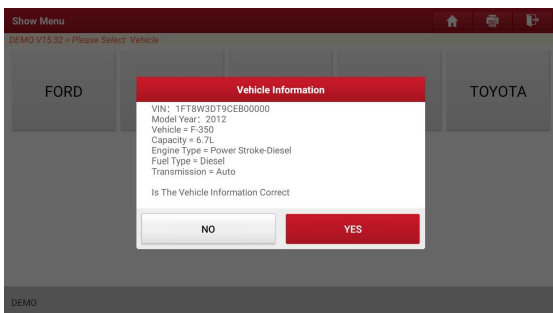 Show Menu
DEMO V15.32 > Please Select Vehicle
FORD
TOYOTA
Vehicle Information
VIN: 1FT8W3DT9CEB00000
Model Year: 2012
Vehicle = F-350
Capacity = 6.7L
Engine Type = Power Stroke-Diesel
Fuel Type = Diesel
Transmission = Auto
Is The Vehicle Information Correct
NO
YES
DEMO